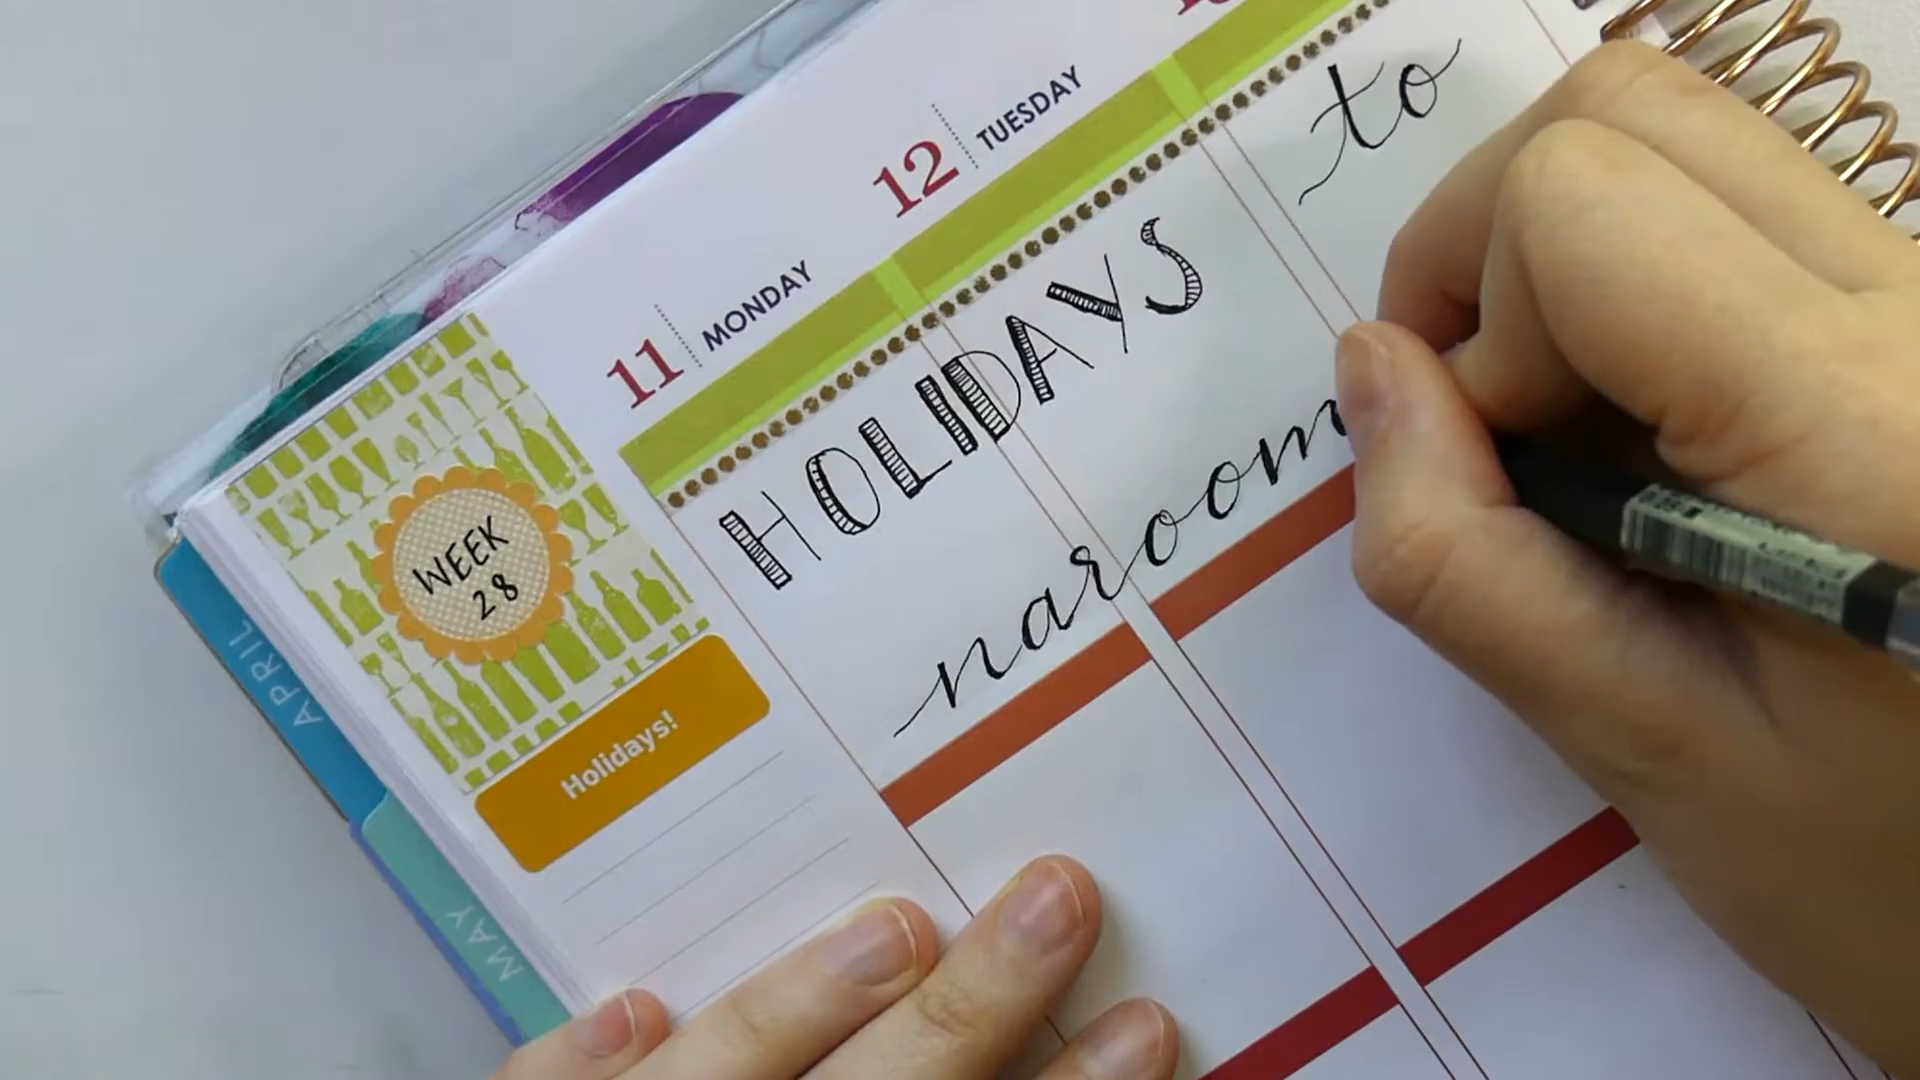 11 MONDAY
12 TUESDAY
HOLIDAYS to
naroom
WEEK
28
Holidays!
APRIL
MAY